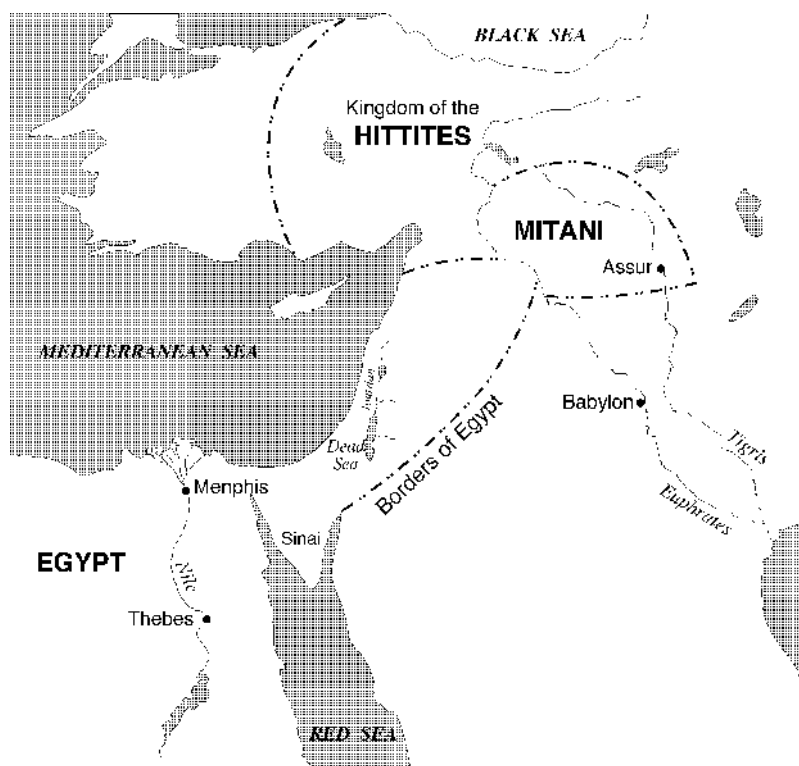 BLACK SEA
Kingdom of the
HITTITES
MITANI
Assur
MEDITERRANEAN SEA
Babylon
Borders of Egypt
Jordan
Dead
Sea
Tigris
Euphrates
Menphis
Sinai
EGYPT
Nile
Thebes
RED SEA